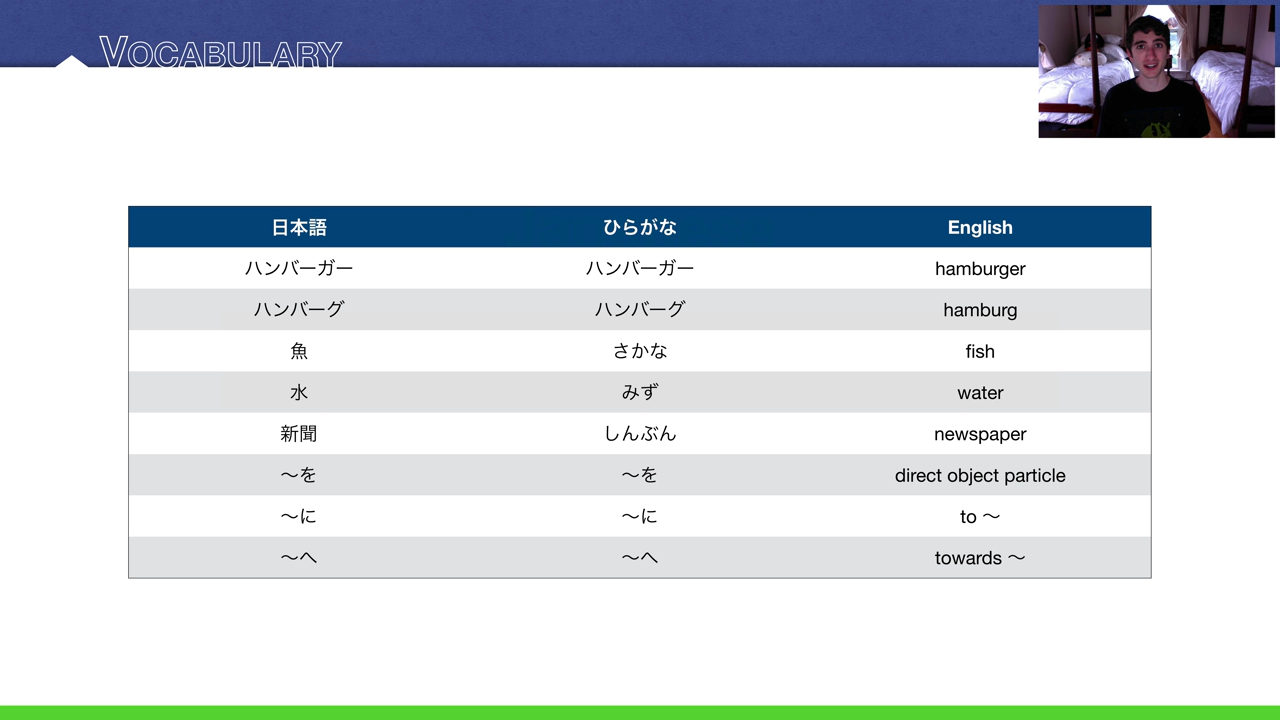 VOCABULARY
日本語 ひらがな English
ハンバーガー ハンバーガー hamburger
ハンバーグ ハンバーグ hamburg
魚 さかな fish
水 みず water
新聞 しんぶん newspaper
〜を 〜を direct object particle
〜に 〜に to 〜
〜へ 〜へ towards 〜